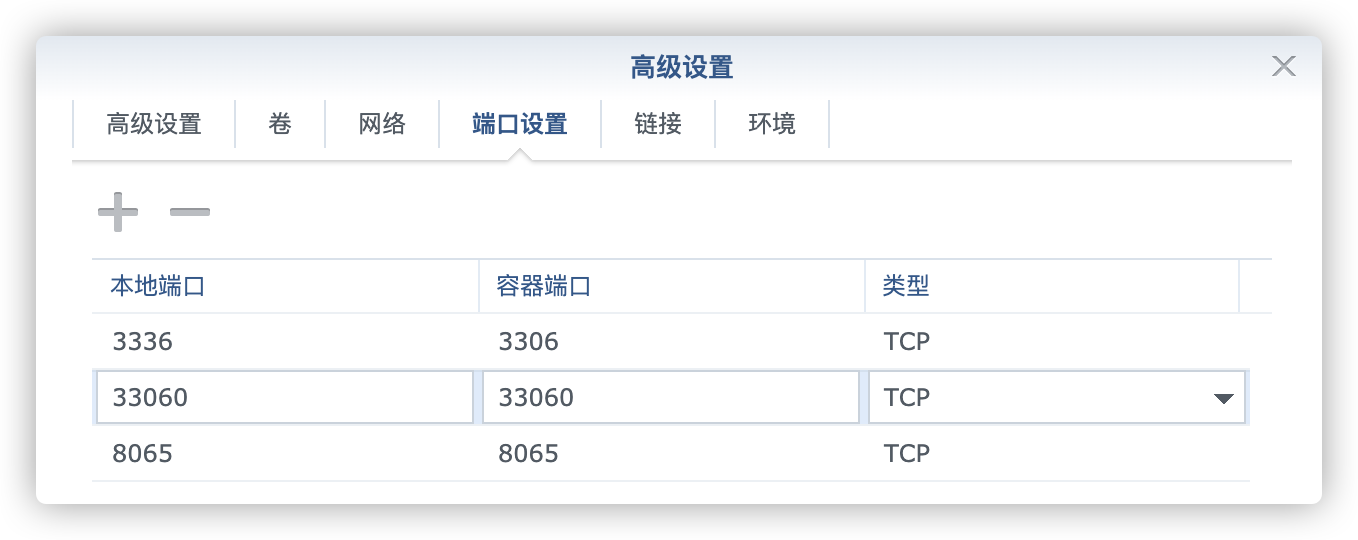 高级设置
高级设置 卷 网络 端口设置 链接 环境
本地端口 容器端口 类型
3336 3306 TCP
33060 33060 TCP
8065 8065 TCP